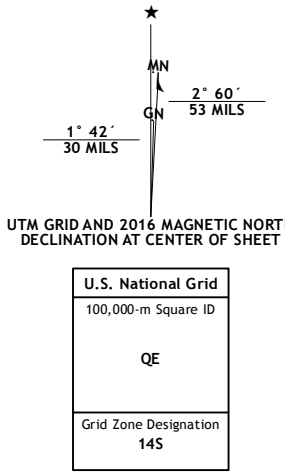 MN
2° 60´
53 MILS
GN
1° 42´
30 MILS
UTM GRID AND 2016 MAGNETIC NORT
DECLINATION AT CENTER OF SHEET
U.S. National Grid
100,000-m Square ID
QE
Grid Zone Designation
14S